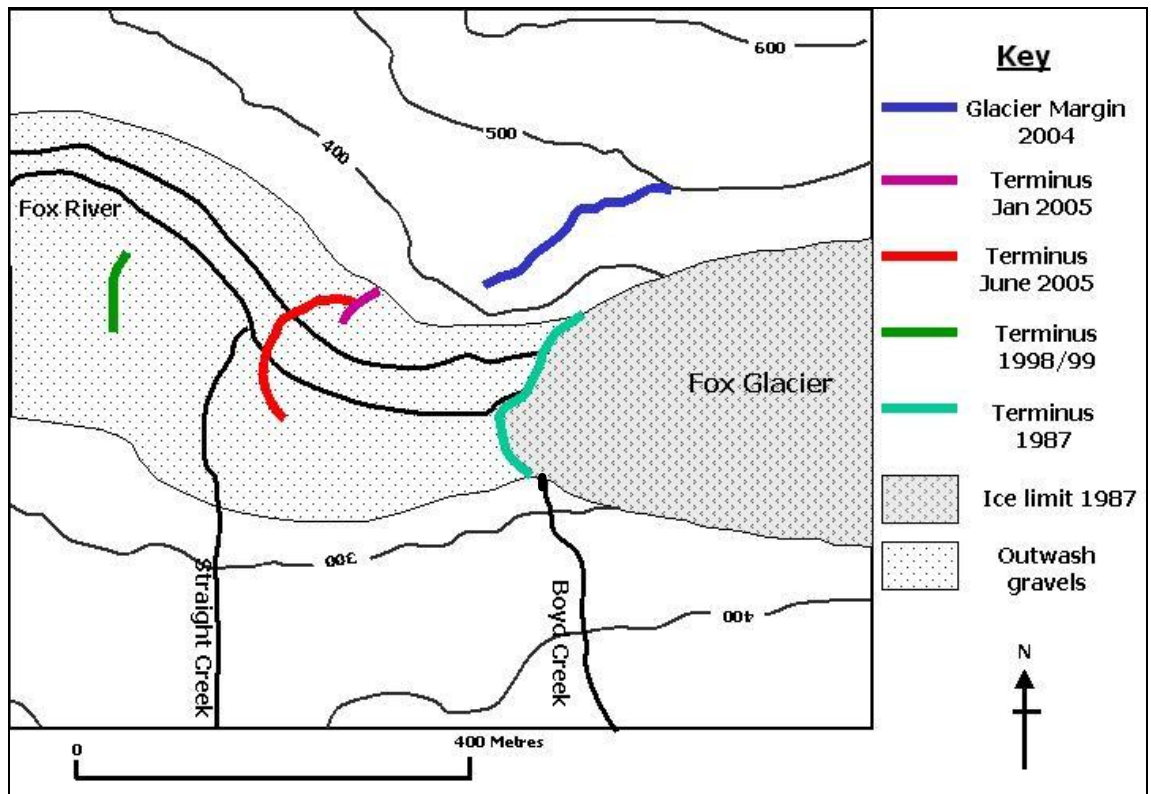 600
500
400
Fox River
Fox Glacier
300
400
Straight Creek
Boyd Creek
0
400 Metres
Key
Glacier Margin
2004
Terminus
Jan 2005
Terminus
June 2005
Terminus
1998/99
Terminus
1987
Ice limit 1987
Outwash
gravels
N